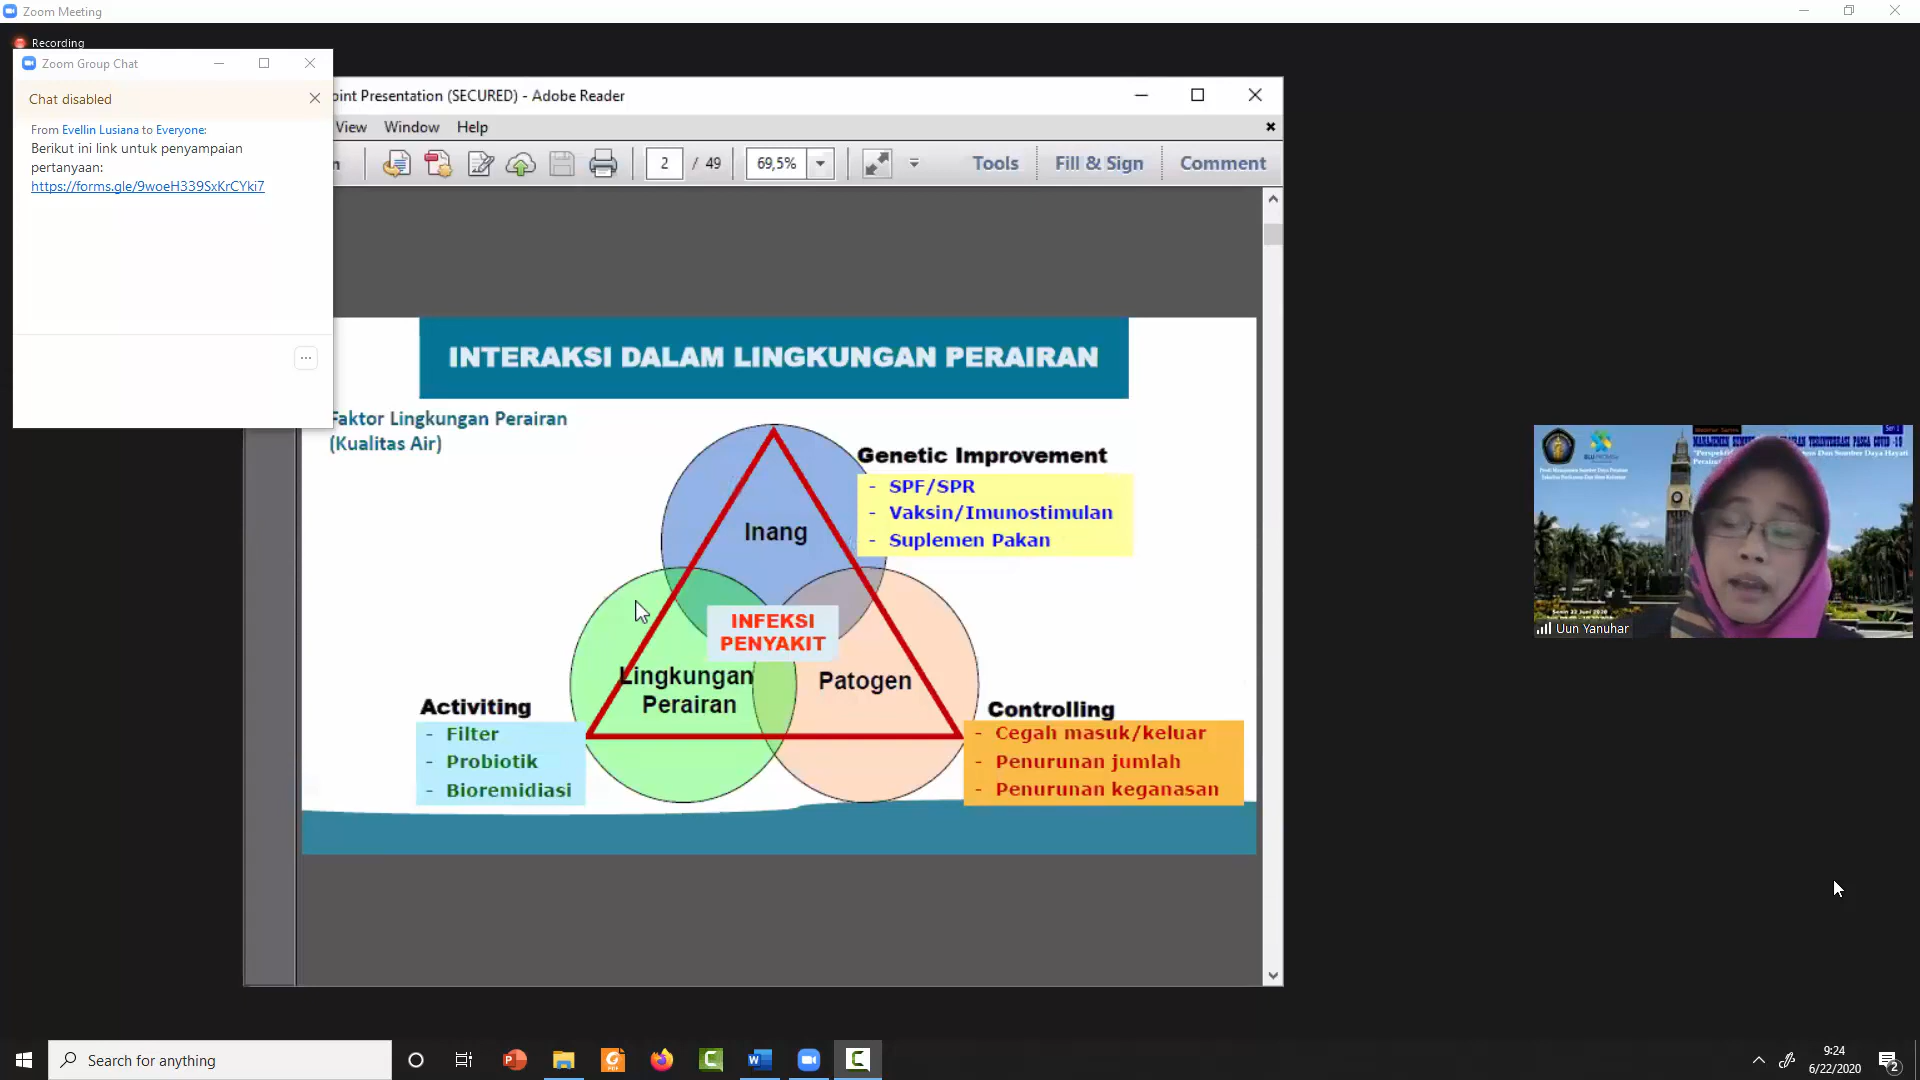 Zoom Meeting
Recording
Zoom Group Chat
Chat disabled
From Evellin Lusiana to Everyone:
Berikut ini link untuk penyampaian
pertanyaan:
https://forms.gle/9woeH339SxKrCYki7
oint Presentation (SECURED) - Adobe Reader
View Window Help
2 / 49 69,5% Tools Fill & Sign Comment
INTERAKSI DALAM LINGKUNGAN PERAIRAN
Faktor Lingkungan Perairan
(Kualitas Air)
Genetic Improvement
- SPF/SPR
- Vaksin/Imunostimulan
- Suplemen Pakan
Inang
INFEKSI
PENYAKIT
Lingkungan
Perairan
Patogen
Activiting
- Filter
- Probiotik
- Bioremidiasi
Controlling
- Cegah masuk/keluar
- Penurunan jumlah
- Penurunan keganasan
Uun Yanuhar
Search for anything
9:24
6/22/2020
2